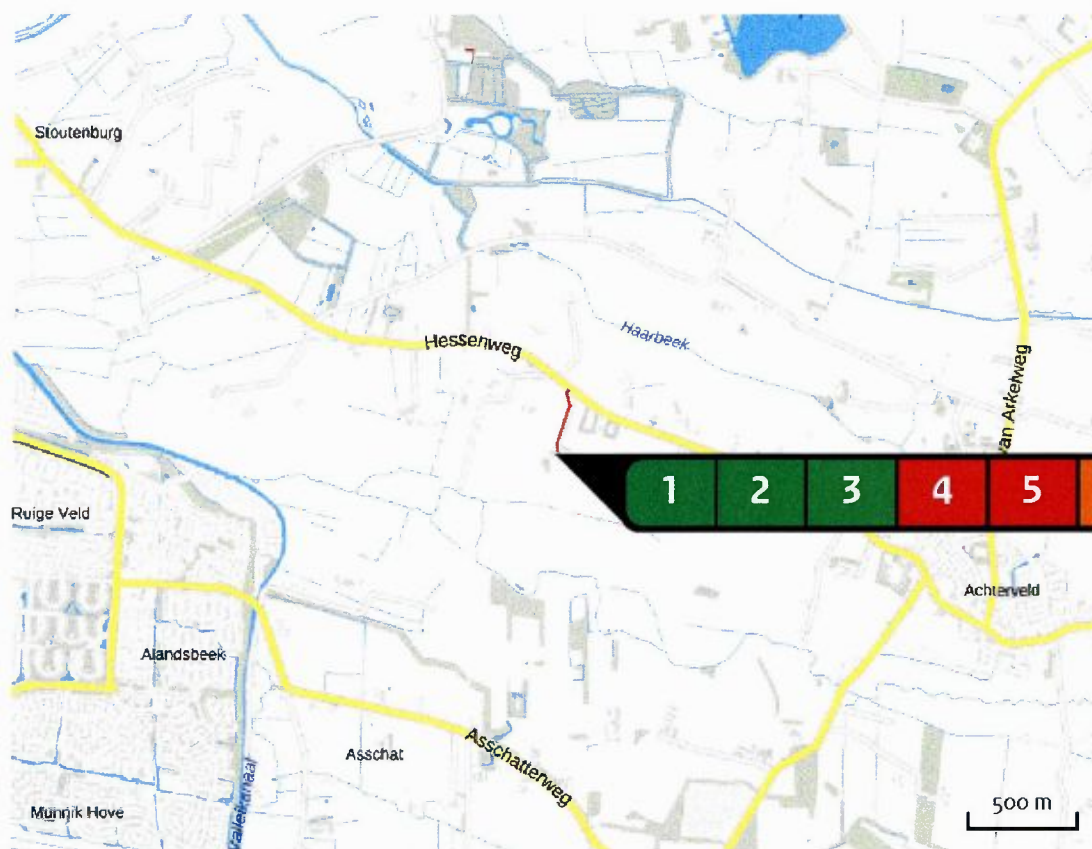 Stoutenburg
Hessenweg
Haarbeek
van Arkelweg
1 2 3 4 5
Ruige Veld
Achterveld
Alandsbeek
Asschat
Asschatterweg
Munnik Hove
valleikanaal
500 m